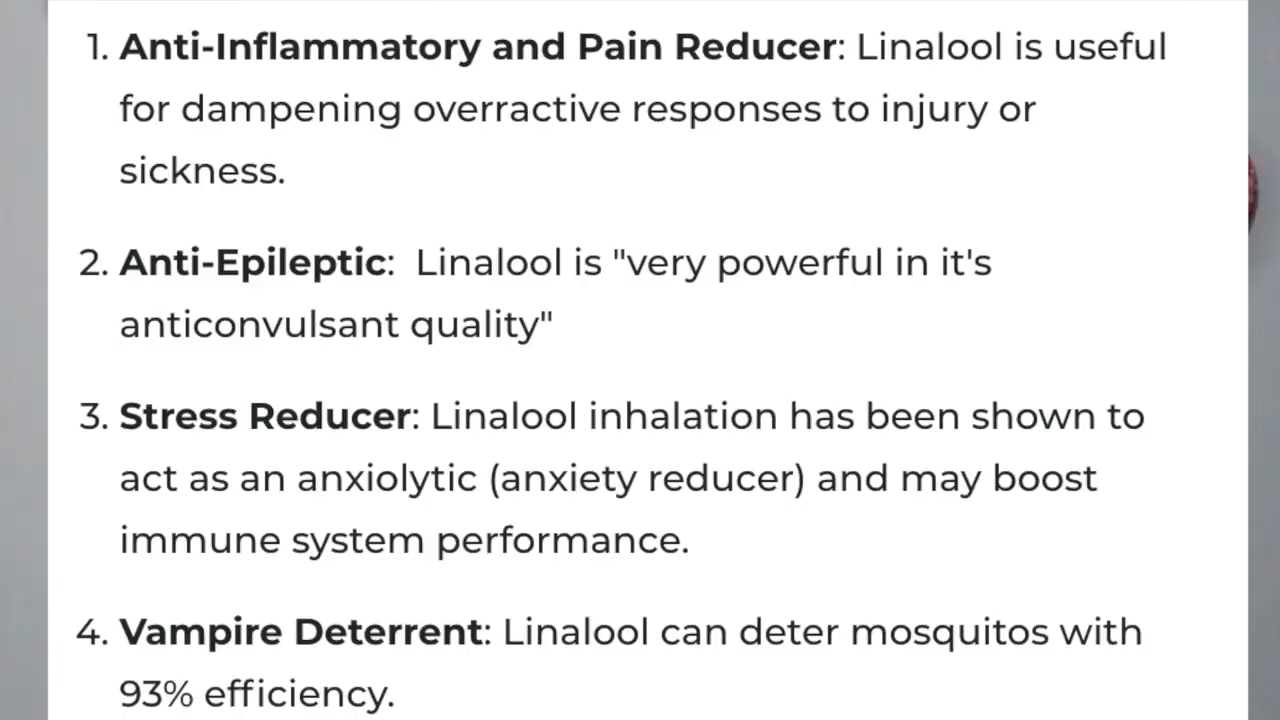 1. Anti-Inflammatory and Pain Reducer: Linalool is useful
for dampening overractive responses to injury or
sickness.
2. Anti-Epileptic:  Linalool is "very powerful in it's
anticonvulsant quality"
3. Stress Reducer: Linalool inhalation has been shown to
act as an anxiolytic (anxiety reducer) and may boost
immune system performance.
4. Vampire Deterrent: Linalool can deter mosquitos with
93% efficiency.